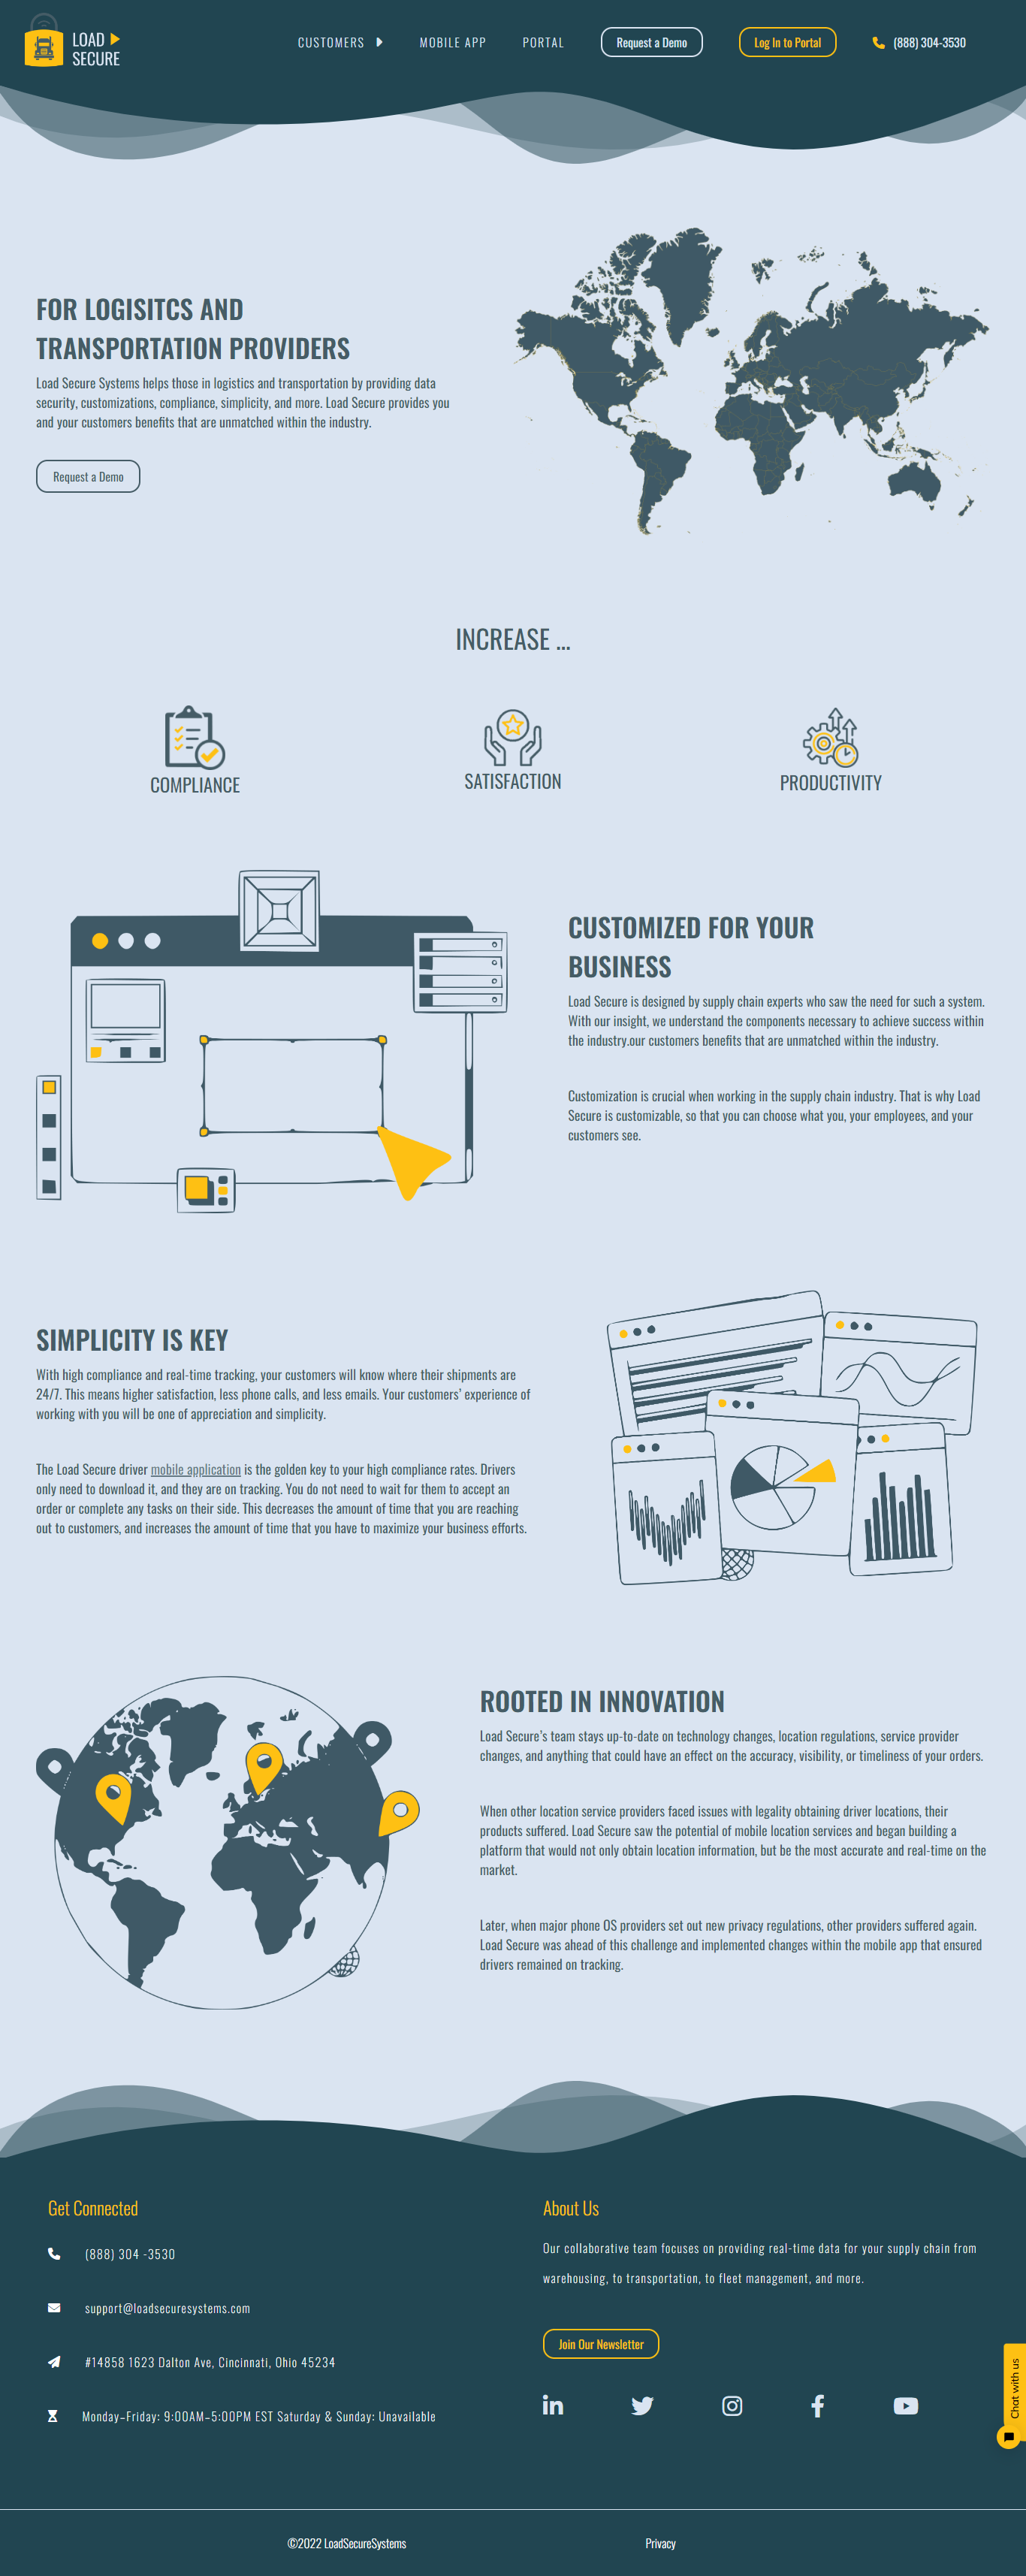 LOAD
SECURE
CUSTOMERS
MOBILE APP
PORTAL
Request a Demo
Log In to Portal
(888) 304-3530
FOR LOGISITCS AND
TRANSPORTATION PROVIDERS
Load Secure Systems helps those in logistics and transportation by providing data
security, customizations, compliance, simplicity, and more. Load Secure provides you
and your customers benefits that are unmatched within the industry.
Request a Demo
INCREASE ...
COMPLIANCE
SATISFACTION
PRODUCTIVITY
CUSTOMIZED FOR YOUR
BUSINESS
Load Secure is designed by supply chain experts who saw the need for such a system.
With our insight, we understand the components necessary to achieve success within
the industry.our customers benefits that are unmatched within the industry.
Customization is crucial when working in the supply chain industry. That is why Load
Secure is customizable, so that you can choose what you, your employees, and your
customers see.
SIMPLICITY IS KEY
With high compliance and real-time tracking, your customers will know where their shipments are
24/7. This means higher satisfaction, less phone calls, and less emails. Your customers' experience of
working with you will be one of appreciation and simplicity.
The Load Secure driver mobile application is the golden key to your high compliance rates. Drivers
only need to download it, and they are on tracking. You do not need to wait for them to accept an
order or complete any tasks on their side. This decreases the amount of time that you are reaching
out to customers, and increases the amount of time that you have to maximize your business efforts.
ROOTED IN INNOVATION
Load Secure's team stays up-to-date on technology changes, location regulations, service provider
changes, and anything that could have an effect on the accuracy, visibility, or timeliness of your orders.
When other location service providers faced issues with legality obtaining driver locations, their
products suffered. Load Secure saw the potential of mobile location services and began building a
platform that would not only obtain location information, but be the most accurate and real-time on the
market.
Later, when major phone OS providers set out new privacy regulations, other providers suffered again.
Load Secure was ahead of this challenge and implemented changes within the mobile app that ensured
drivers remained on tracking.
Get Connected
(888) 304 -3530
support@loadsecuresystems.com
#14858 1623 Dalton Ave, Cincinnati, Ohio 45234
Monday–Friday: 9:00AM–5:00PM EST Saturday & Sunday: Unavailable
About Us
Our collaborative team focuses on providing real-time data for your supply chain from
warehousing, to transportation, to fleet management, and more.
Join Our Newsletter
Chat with us
©2022 LoadSecureSystems
Privacy